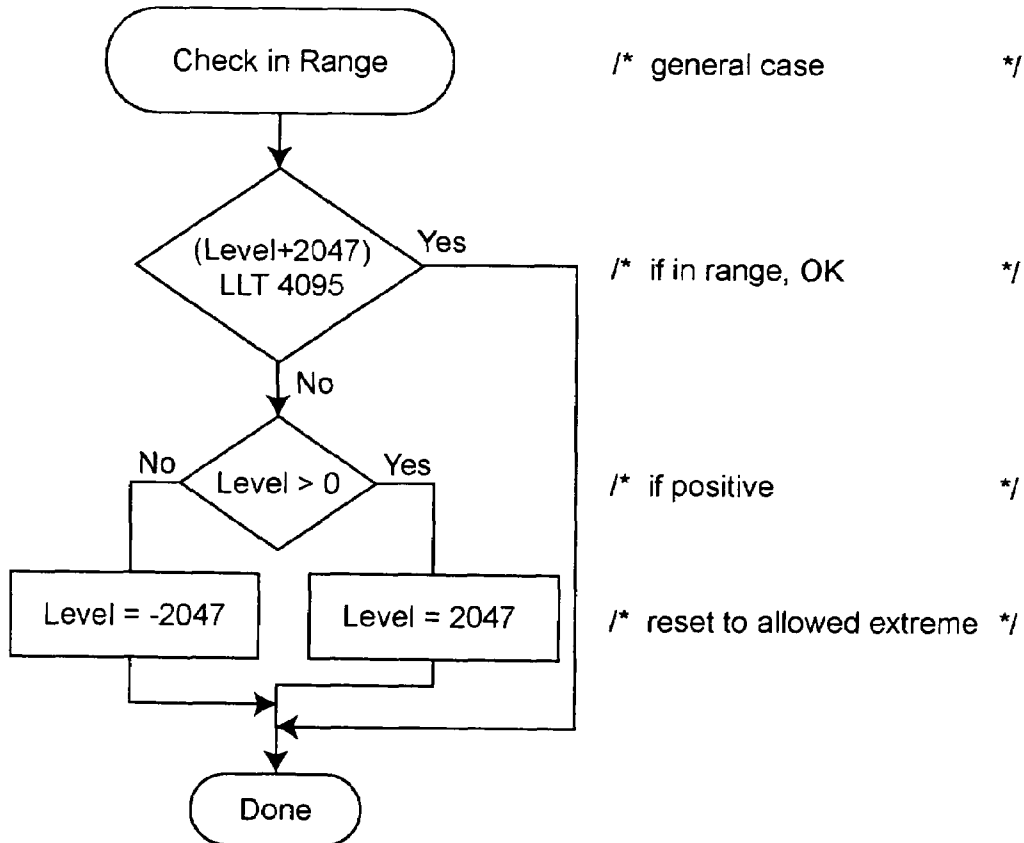 Check in Range /* general case */
(Level+2047)
LLT 4095
Yes
/* if in range, OK */
No
Level > 0
No
Yes
/* if positive */
Level = -2047
Level = 2047
/* reset to allowed extreme */
Done